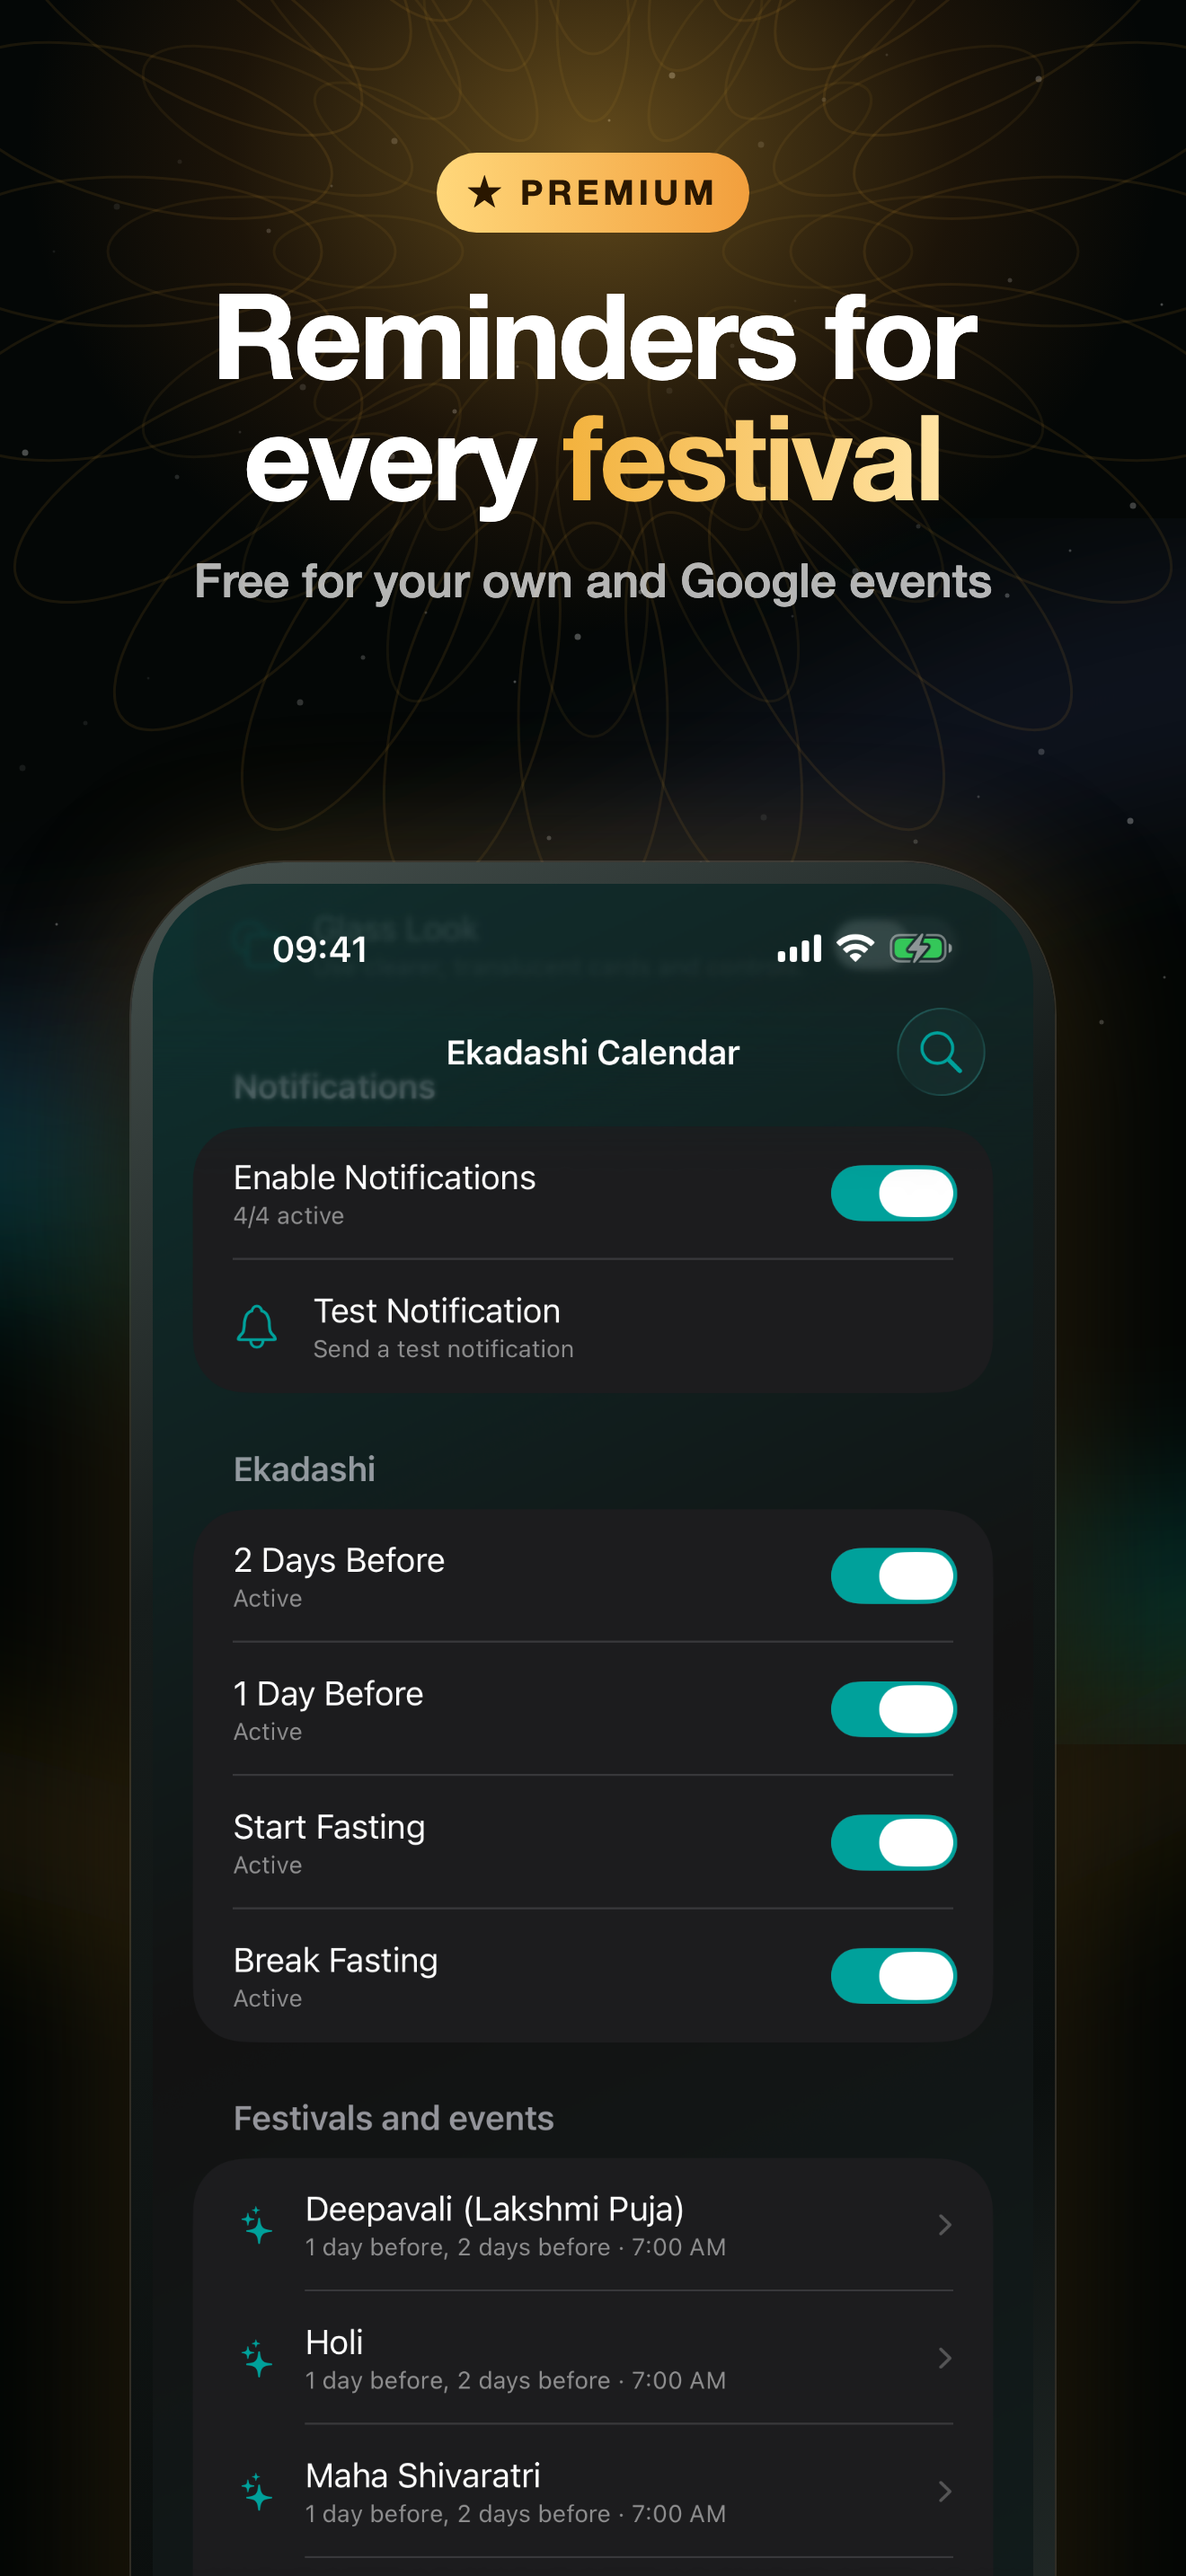 ★ PREMIUM
Reminders for
every festival
Free for your own and Google events
Glass Look
09:41
Ekadashi Calendar
Notifications
Enable Notifications
4/4 active
Test Notification
Send a test notification
Ekadashi
2 Days Before
Active
1 Day Before
Active
Start Fasting
Active
Break Fasting
Active
Festivals and events
Deepavali (Lakshmi Puja)
1 day before, 2 days before · 7:00 AM
Holi
1 day before, 2 days before · 7:00 AM
Maha Shivaratri
1 day before, 2 days before · 7:00 AM